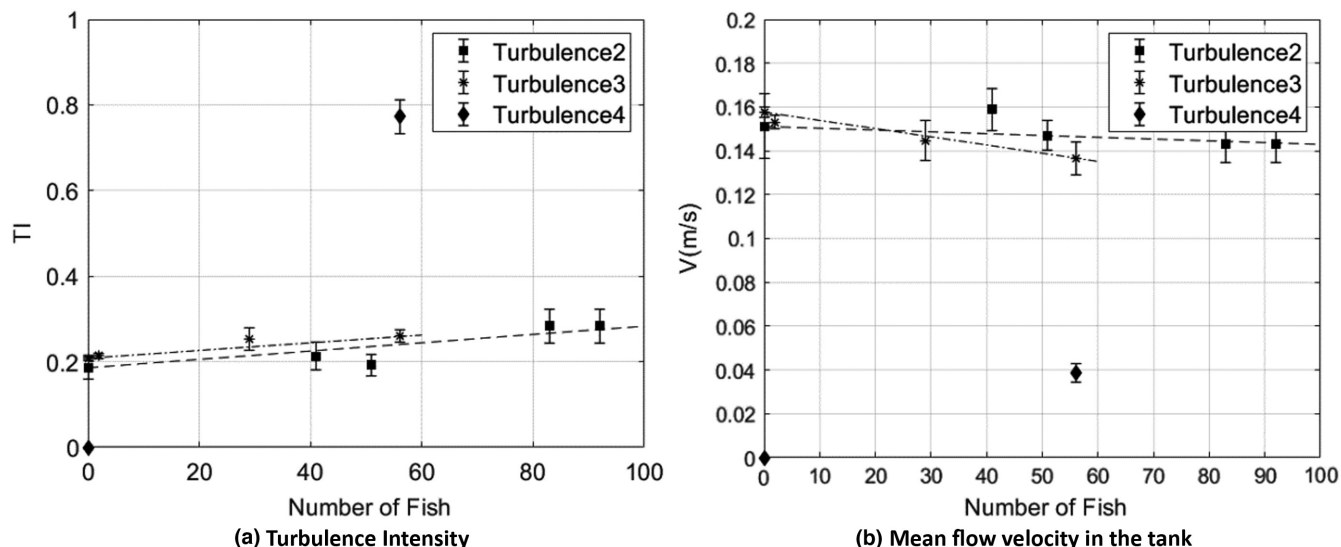 1
0.8
0.6
0.4
0.2
0
TI
0 20 40 60 80 100
Number of Fish
Turbulence2
Turbulence3
Turbulence4
(a) Turbulence Intensity
0.2
0.18
0.16
0.14
0.12
0.1
0.08
0.06
0.04
0.02
0
V(m/s)
0 10 20 30 40 50 60 70 80 90 100
Number of Fish
Turbulence2
Turbulence3
Turbulence4
(b) Mean flow velocity in the tank